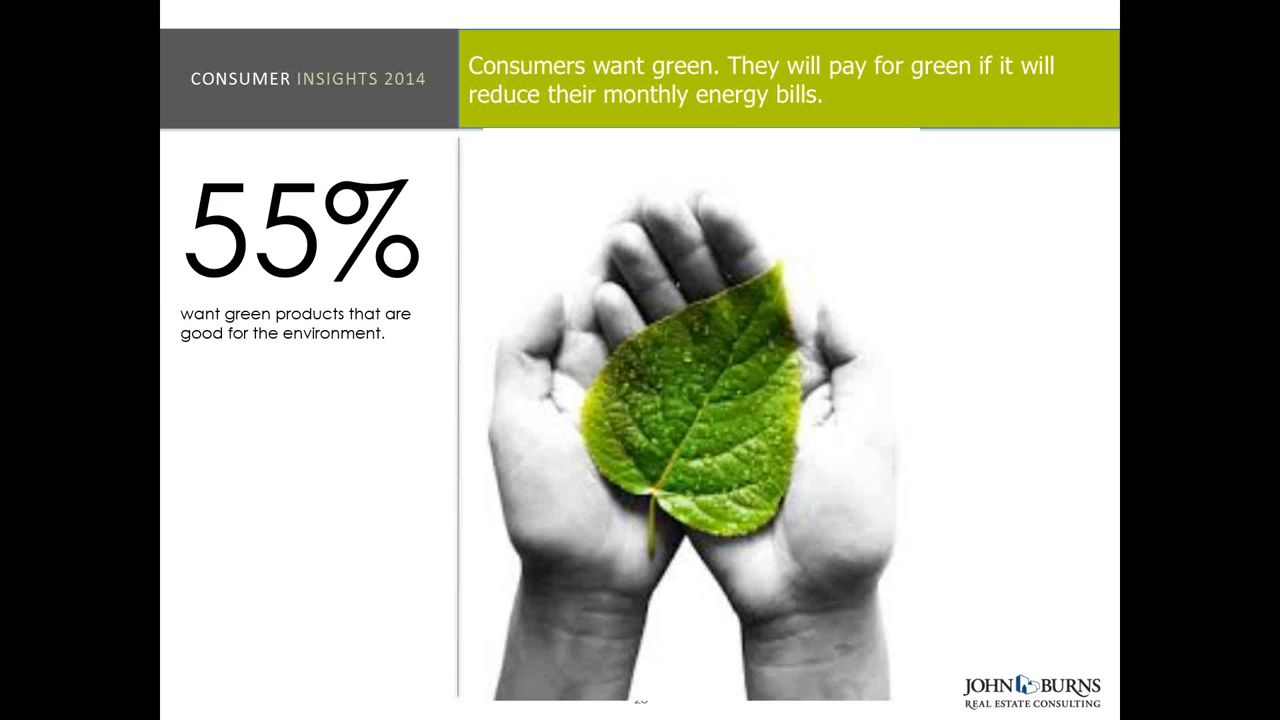 CONSUMER INSIGHTS 2014
Consumers want green. They will pay for green if it will
reduce their monthly energy bills.
55%
want green products that are
good for the environment.
JOHN BURNS
REAL ESTATE CONSULTING